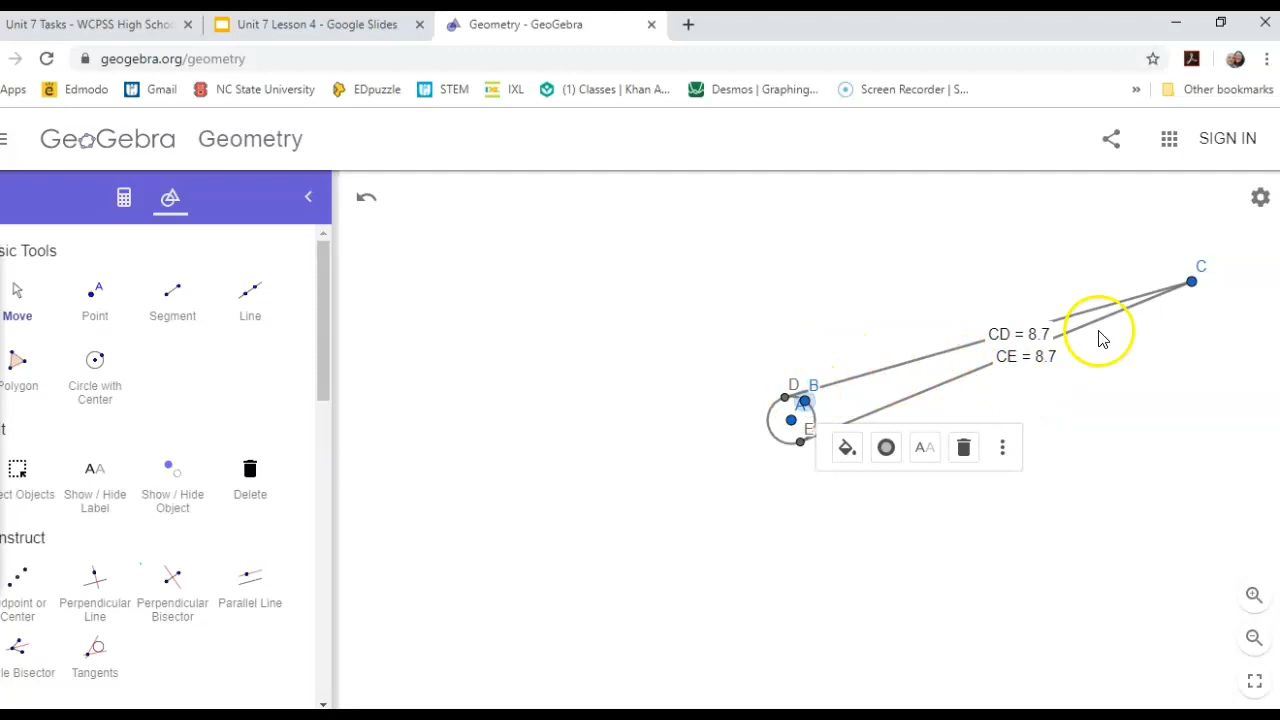 Unit 7 Tasks - WCPSS High Scho
Unit 7 Lesson 4 - Google Slides
Geometry - GeoGebra
geogebra.org/geometry
Apps
Edmodo
Gmail
NC State University
EDpuzzle
STEM
IXL
(1) Classes | Khan A...
Desmos | Graphing...
Screen Recorder | S...
»
Other bookmarks
GeoGebra
Geometry
SIGN IN
sic Tools
Move
Point
Segment
Line
Polygon
Circle with
Center
t
ect Objects
Show / Hide
Label
Show / Hide
Object
Delete
nstruct
idpoint or
Center
Perpendicular
Line
Perpendicular
Bisector
Parallel Line
le Bisector
Tangents
C
CD = 8.7
CE = 8.7
D
B
A
E
AA